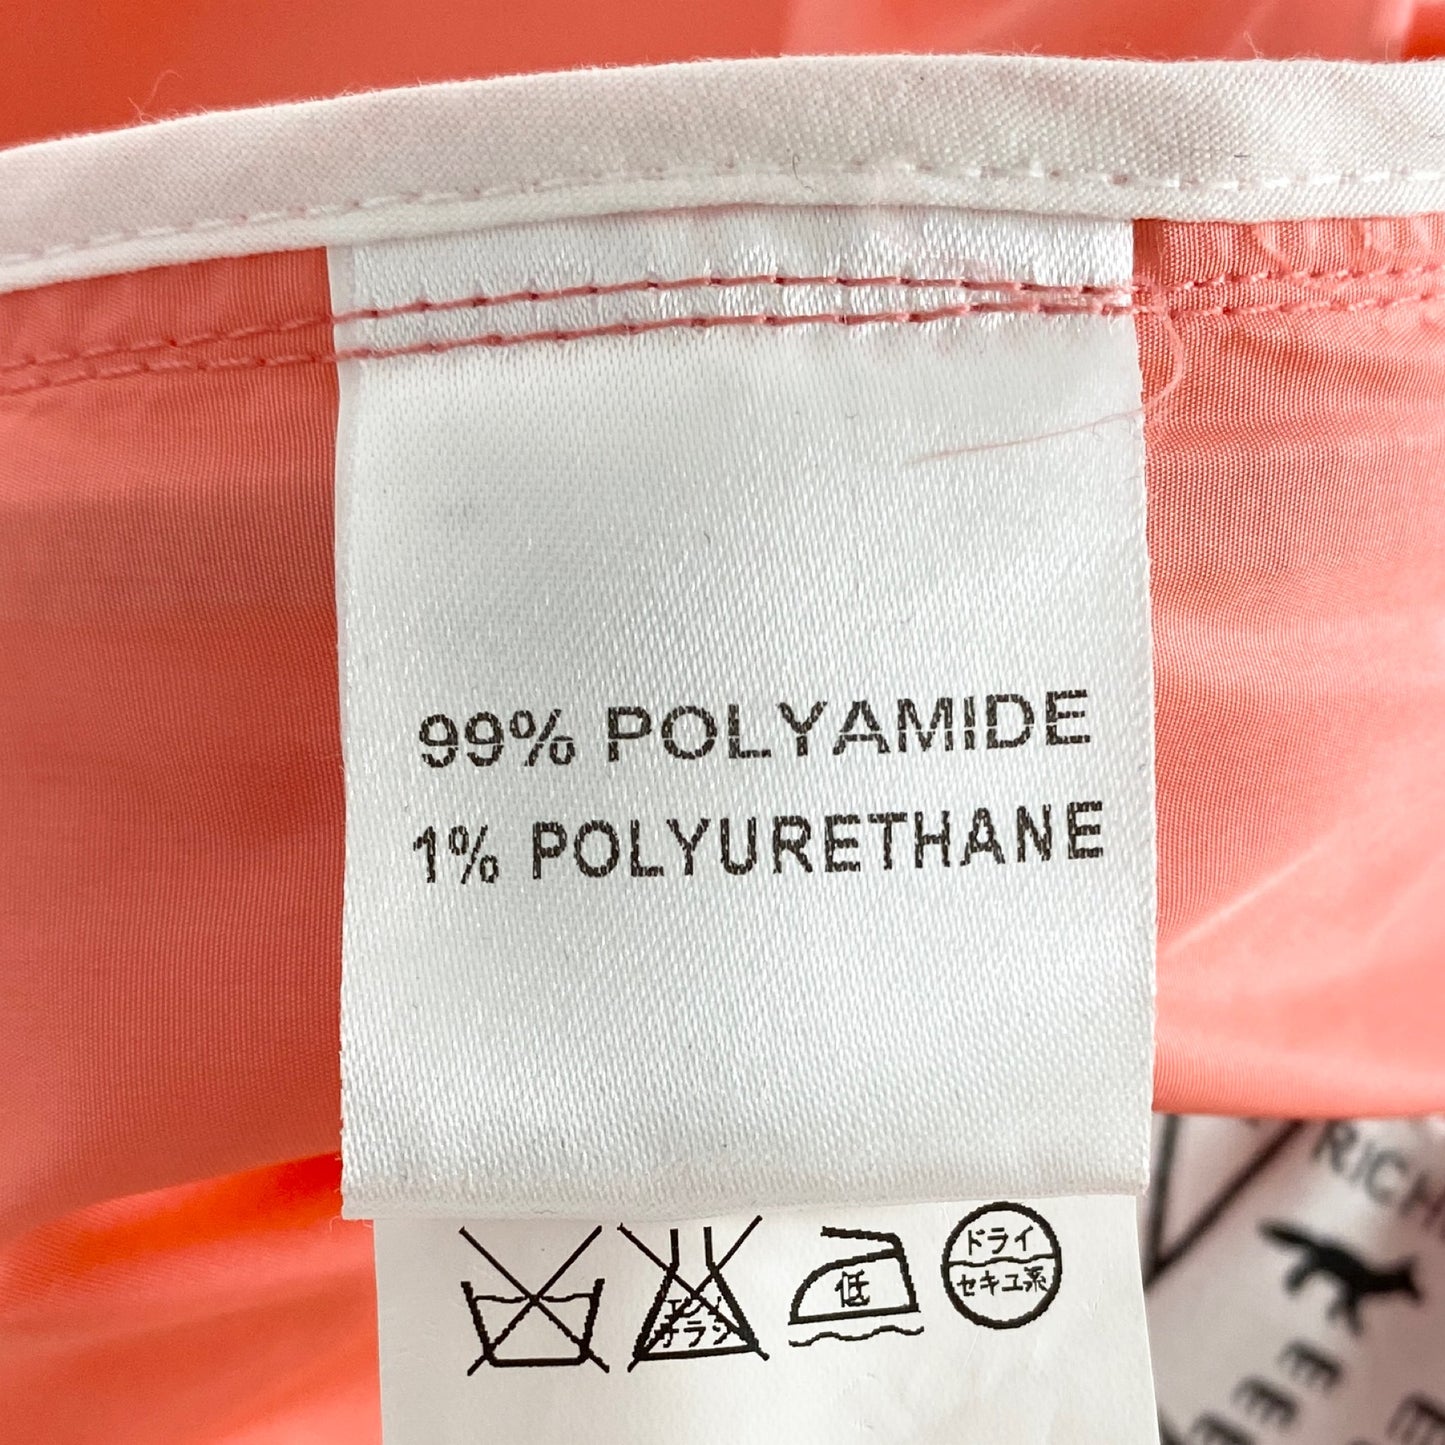 99% POLYAMIDE
1% POLYURETHANE
エンソ
サラシ
低
ドライ
セキユ系
RICH